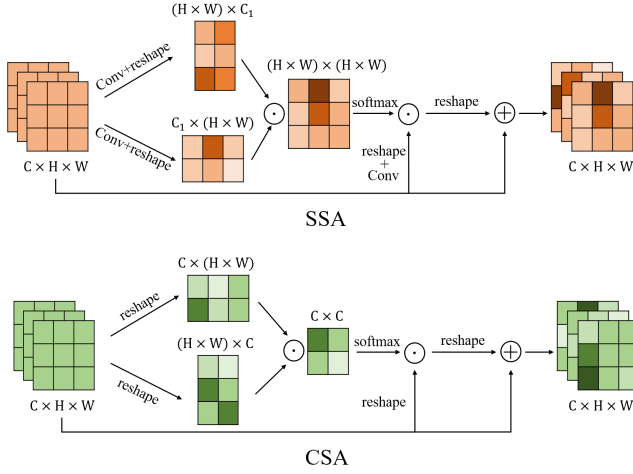 (H × W) × C₁
Conv+reshape
(H × W) × (H × W)
softmax
reshape
C₁ × (H × W)
Conv+reshape
reshape
+
Conv
C × H × W
C × H × W
SSA
C × (H × W)
reshape
C × C
(H × W) × C
softmax
reshape
reshape
reshape
C × H × W
C × H × W
CSA